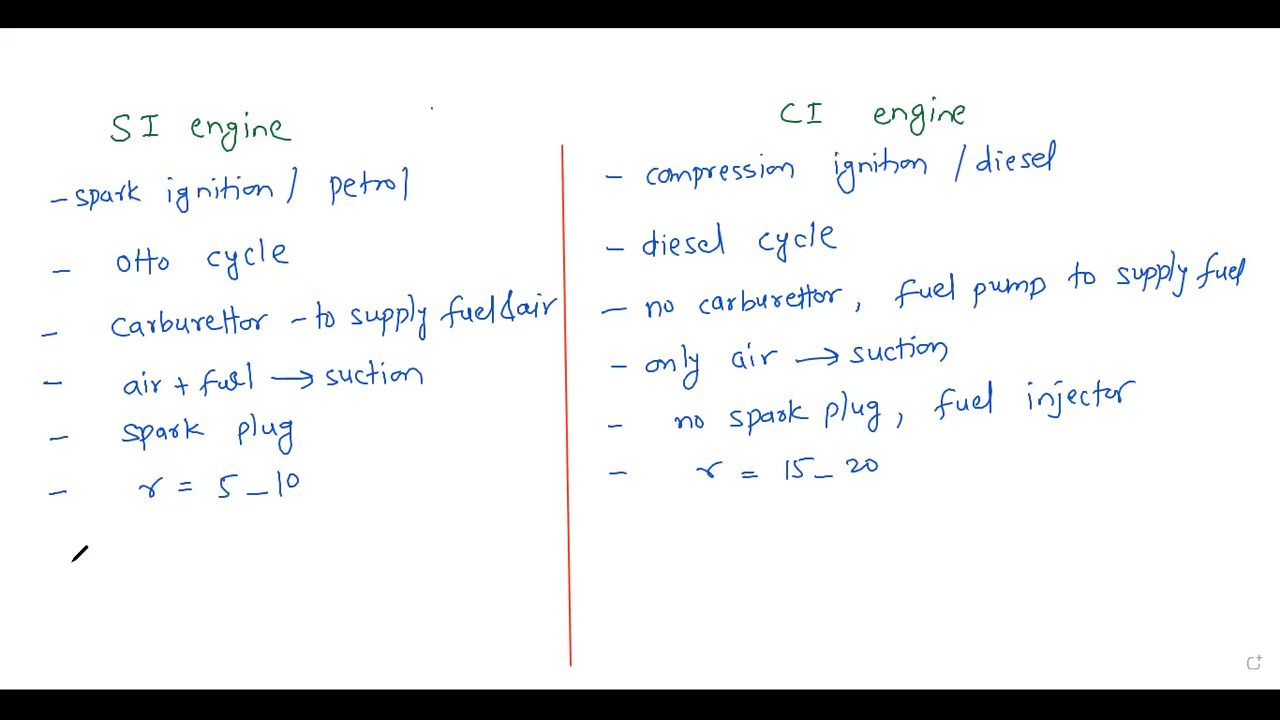 SI engine
- spark ignition / petrol
- otto cycle
- carburettor - to supply fuel & air
- air + fuel → suction
- spark plug
- r = 5 - 10
CI engine
- compression ignition / diesel
- diesel cycle
- no carburettor, fuel pump to supply fuel
- only air → suction
- no spark plug, fuel injector
- r = 15 - 20